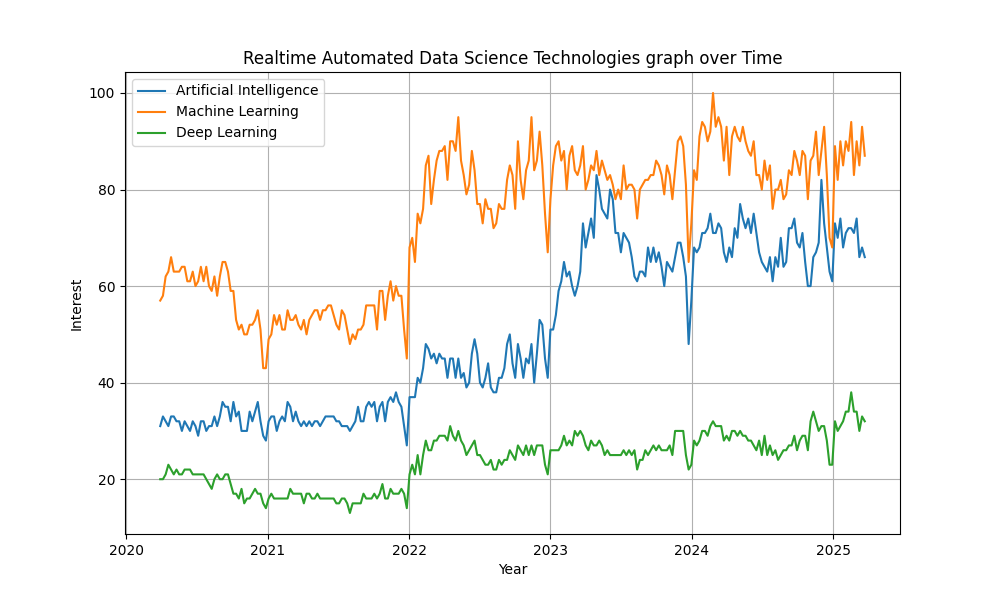 Realtime Automated Data Science Technologies graph over Time
Artificial Intelligence
Machine Learning
Deep Learning
100
80
60
40
20
Interest
2020 2021 2022 2023 2024 2025
Year